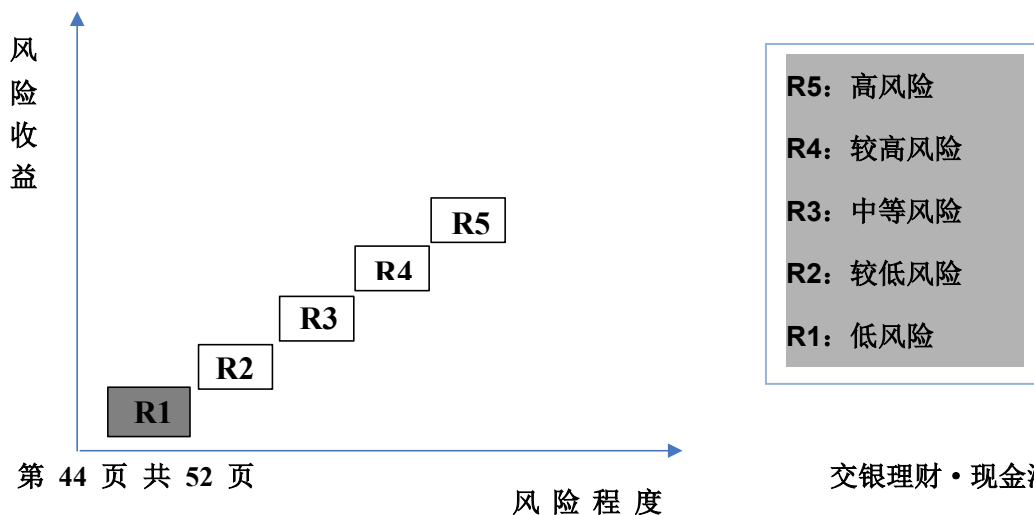 风
险
收
益
R5
R4
R3
R2
R1
R5：高风险
R4：较高风险
R3：中等风险
R2：较低风险
R1：低风险
第 44 页 共 52 页
交银理财·现金
风 险 程 度